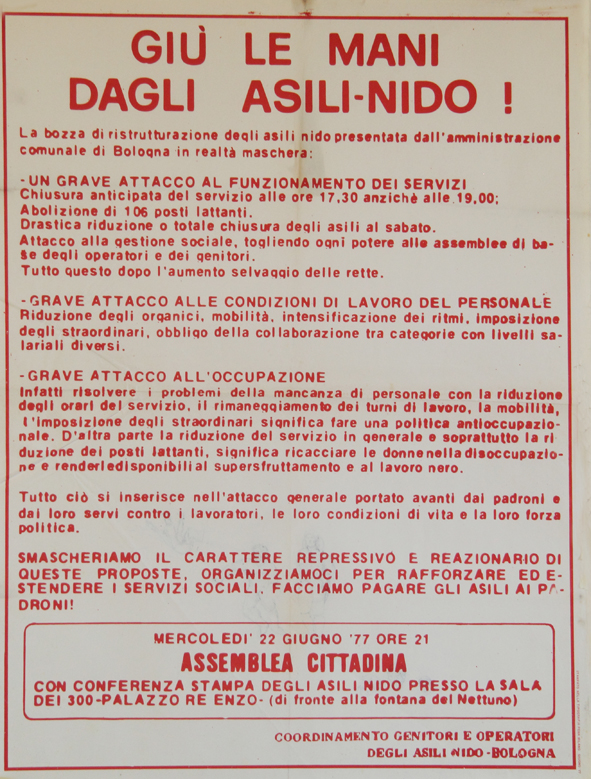 GIÙ LE MANI
DAGLI ASILI-NIDO !
La bozza di ristrutturazione degli asili nido presentata dall'amministrazione
comunale di Bologna in realtà maschera:
-UN GRAVE ATTACCO AL FUNZIONAMENTO DEI SERVIZI
Chiusura anticipata del servizio alle ore 17,30 anzichè alle 19,00;
Abolizione di 106 posti lattanti.
Drastica riduzione o totale chiusura degli asili al sabato.
Attacco alla gestione sociale, togliendo ogni potere alle assemblee di ba-
se degli operatori e dei genitori.
Tutto questo dopo l'aumento selvaggio delle rette.
-GRAVE ATTACCO ALLE CONDIZIONI DI LAVORO DEL PERSONALE
Riduzione degli organici, mobilità, intensificazione dei ritmi, imposizione
degli straordinari, obbligo della collaborazione tra categorie con livelli sa-
lariali diversi.
-GRAVE ATTACCO ALL'OCCUPAZIONE
Infatti risolvere i problemi della mancanza di personale con la riduzione
degli orari del servizio, il rimaneggiamento dei turni di lavoro, la mobilità,
l'imposizione degli straordinari significa fare una politica antioccupazio-
nale. D'altra parte la riduzione del servizio in generale e soprattutto la ri
duzione dei posti lattanti, significa ricacciare le donne nella disoccupazio-
ne e renderle disponibili al supersfruttamento e al lavoro nero.
Tutto ciò si inserisce nell'attacco generale portato avanti dai padroni e
dai loro servi contro i lavoratori, le loro condizioni di vita e la loro forza
politica.
SMASCHERIAMO IL CARATTERE REPRESSIVO E REAZIONARIO DI
QUESTE PROPOSTE, ORGANIZZIAMOCI PER RAFFORZARE ED E-
STENDERE I SERVIZI SOCIALI. FACCIAMO PAGARE GLI ASILI AI PA-
DRONI!
MERCOLEDI' 22 GIUGNO '77 ORE 21
ASSEMBLEA CITTADINA
CON CONFERENZA STAMPA DEGLI ASILI NIDO PRESSO LA SALA
DEI 300-PALAZZO RE ENZO- (di fronte alla fontana del Nettuno)
COORDINAMENTO GENITORI E OPERATORI
DEGLI ASILI NIDO-BOLOGNA